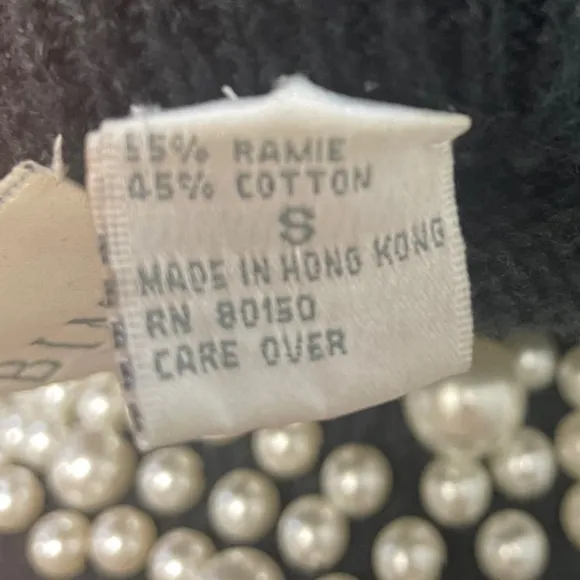 55% RAMIE
45% COTTON
S
MADE IN HONG KONG
RN 80150
CARE OVER